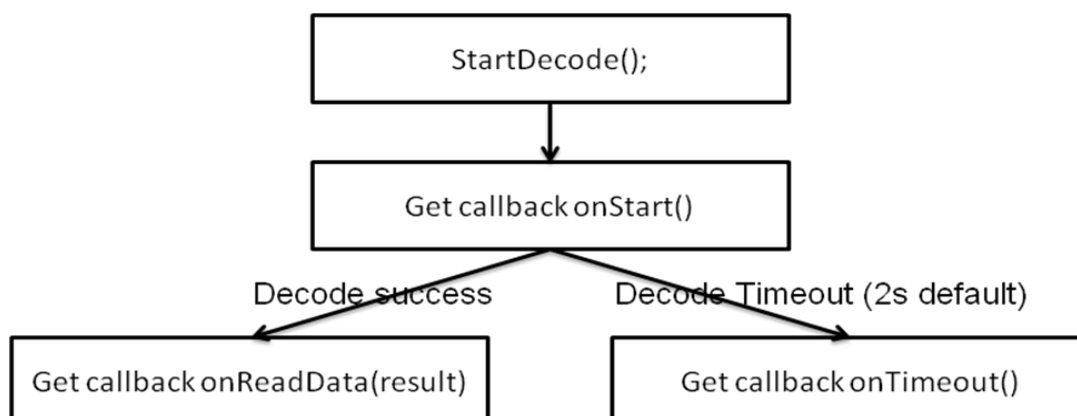 StartDecode();
Get callback onStart()
Decode success
Decode Timeout (2s default)
Get callback onReadData(result)
Get callback onTimeout()